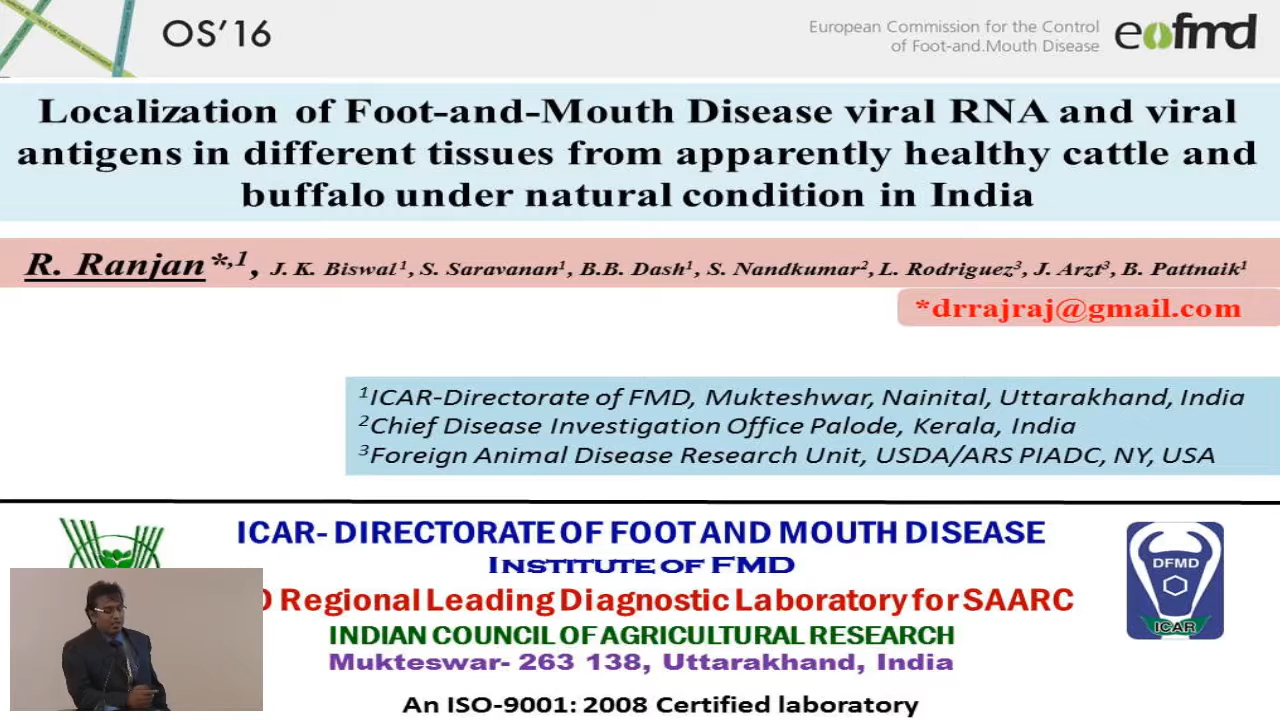 OS'16
European Commission for the Control
of Foot-and.Mouth Disease
eofmd
Localization of Foot-and-Mouth Disease viral RNA and viral
antigens in different tissues from apparently healthy cattle and
buffalo under natural condition in India
R. Ranjan*,1, J. K. Biswal1, S. Saravanan1, B.B. Dash1, S. Nandkumar2, L. Rodriguez3, J. Arzt3, B. Pattnaik1
*drrajraj@gmail.com
1ICAR-Directorate of FMD, Mukteshwar, Nainital, Uttarakhand, India
2Chief Disease Investigation Office Palode, Kerala, India
3Foreign Animal Disease Research Unit, USDA/ARS PIADC, NY, USA
ICAR- DIRECTORATE OF FOOT AND MOUTH DISEASE
INSTITUTE OF FMD
Regional Leading Diagnostic Laboratory for SAARC
INDIAN COUNCIL OF AGRICULTURAL RESEARCH
Mukteswar- 263 138, Uttarakhand, India
An ISO-9001: 2008 Certified laboratory
DFMD
ICAR